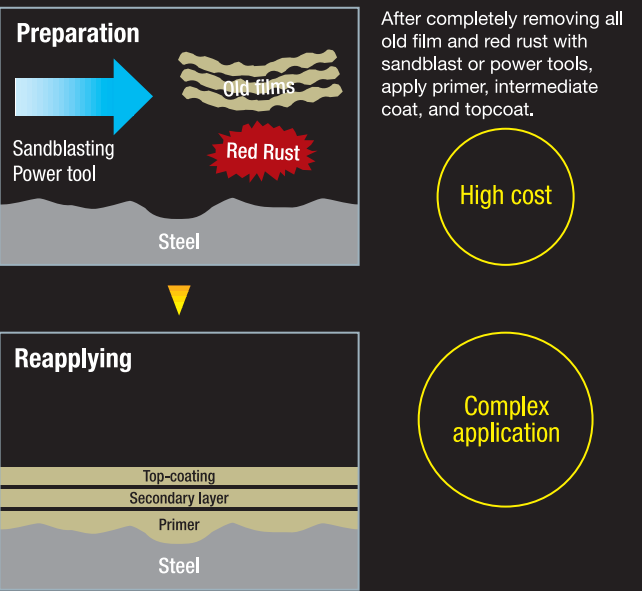 Preparation
Old films
Sandblasting
Power tool
Red Rust
Steel
After completely removing all
old film and red rust with
sandblast or power tools,
apply primer, intermediate
coat, and topcoat.
High cost
Reapplying
Top-coating
Secondary layer
Primer
Steel
Complex
application